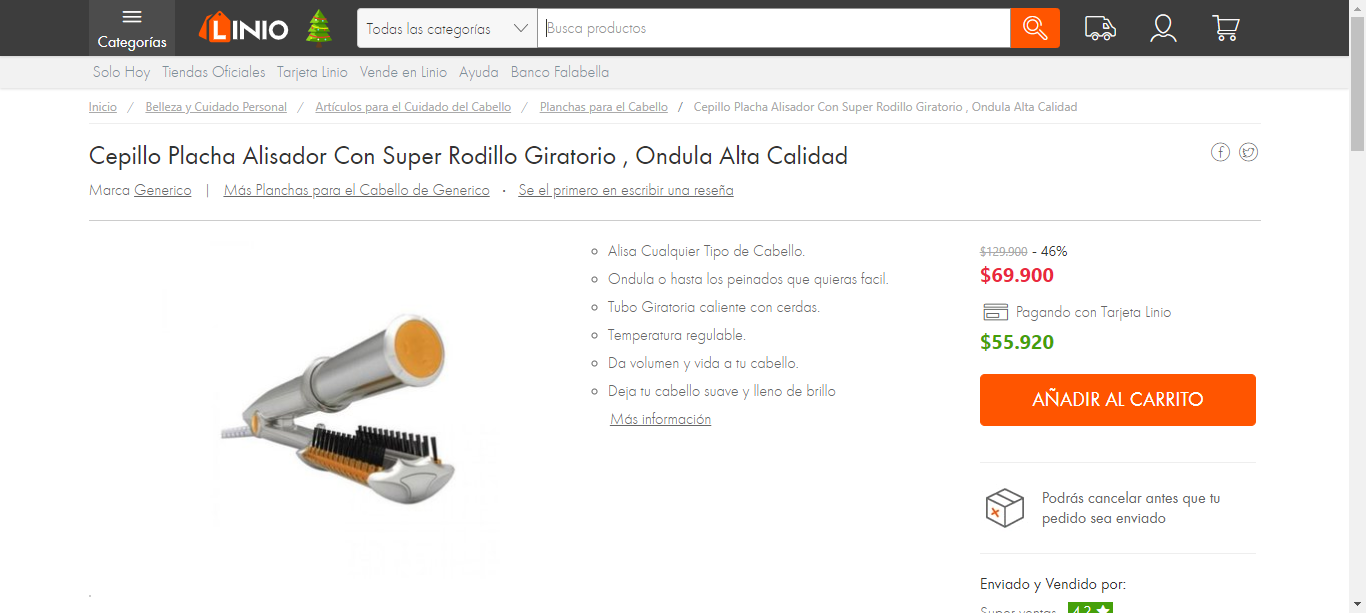 Categorías
LINIO
Todas las categorías
Busca productos
Solo Hoy Tiendas Oficiales Tarjeta Linio Vende en Linio Ayuda Banco Falabella
Inicio / Belleza y Cuidado Personal / Artículos para el Cuidado del Cabello / Planchas para el Cabello / Cepillo Placha Alisador Con Super Rodillo Giratorio , Ondula Alta Calidad
Cepillo Placha Alisador Con Super Rodillo Giratorio , Ondula Alta Calidad
Marca Generico | Más Planchas para el Cabello de Generico · Se el primero en escribir una reseña
Alisa Cualquier Tipo de Cabello.
Ondula o hasta los peinados que quieras facil.
Tubo Giratoria caliente con cerdas.
Temperatura regulable.
Da volumen y vida a tu cabello.
Deja tu cabello suave y lleno de brillo
Más información
$129.900 - 46%
$69.900
Pagando con Tarjeta Linio
$55.920
AÑADIR AL CARRITO
Podrás cancelar antes que tu
pedido sea enviado
Enviado y Vendido por:
Super ventas 4.2